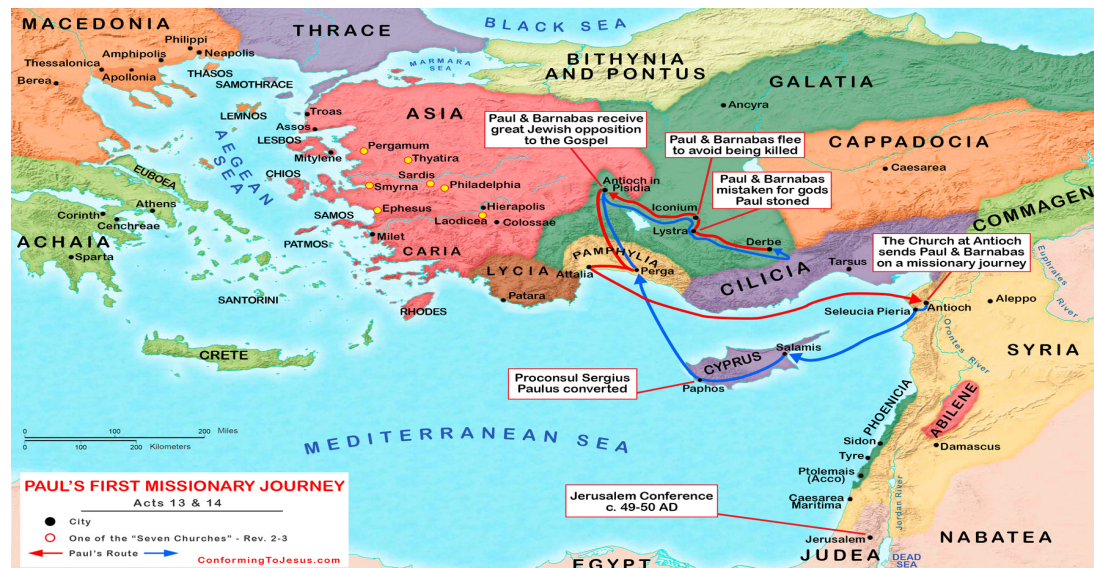 MACEDONIA
THRACE
BLACK SEA
BITHYNIA
AND PONTUS
GALATIA
CAPPADOCIA
COMMAGEN
Philippi
Neapolis
Amphipolis
Thessalonica
Apollonia
Berea
THASOS
SAMOTHRACE
MARMARA
SEA
LEMNOS
Troas
Assos
LESBOS
Mitylene
AEGEAN
SEA
ASIA
Pergamum
Thyatira
Sardis
Smyrna
Philadelphia
Ephesus
Hierapolis
Laodicea
Colossae
CHIOS
SAMOS
PATMOS
Milet
CARIA
EUBOEA
Athens
Corinth
Cenchreae
ACHAIA
Sparta
SANTORINI
RHODES
CRETE
LYCIA
Patara
PAMPHYLIA
Attalia
Perga
Ancyra
Caesarea
Paul & Barnabas receive
great Jewish opposition
to the Gospel
Paul & Barnabas flee
to avoid being killed
Paul & Barnabas
mistaken for gods
Paul stoned
Antioch in
Pisidia
Iconium
Lystra
Derbe
CILICIA
Tarsus
The Church at Antioch
sends Paul & Barnabas
on a missionary journey
Euphrates
River
Seleucia Pieria
Antioch
Aleppo
Orontes River
SYRIA
CYPRUS
Salamis
Paphos
Proconsul Sergius
Paulus converted
MEDITERRANEAN SEA
PHOENICIA
ABILENE
Sidon
Tyre
Damascus
Ptolemais
(Acco)
Caesarea
Maritima
Jordan River
Jerusalem Conference
c. 49-50 AD
Jerusalem
JUDEA
DEAD
SEA
NABATEA
EGYPT
0 100 200 Miles
0 100 200
Kilometers
PAUL'S FIRST MISSIONARY JOURNEY
Acts 13 & 14
City
One of the "Seven Churches" - Rev. 2-3
Paul's Route
ConformingToJesus.com